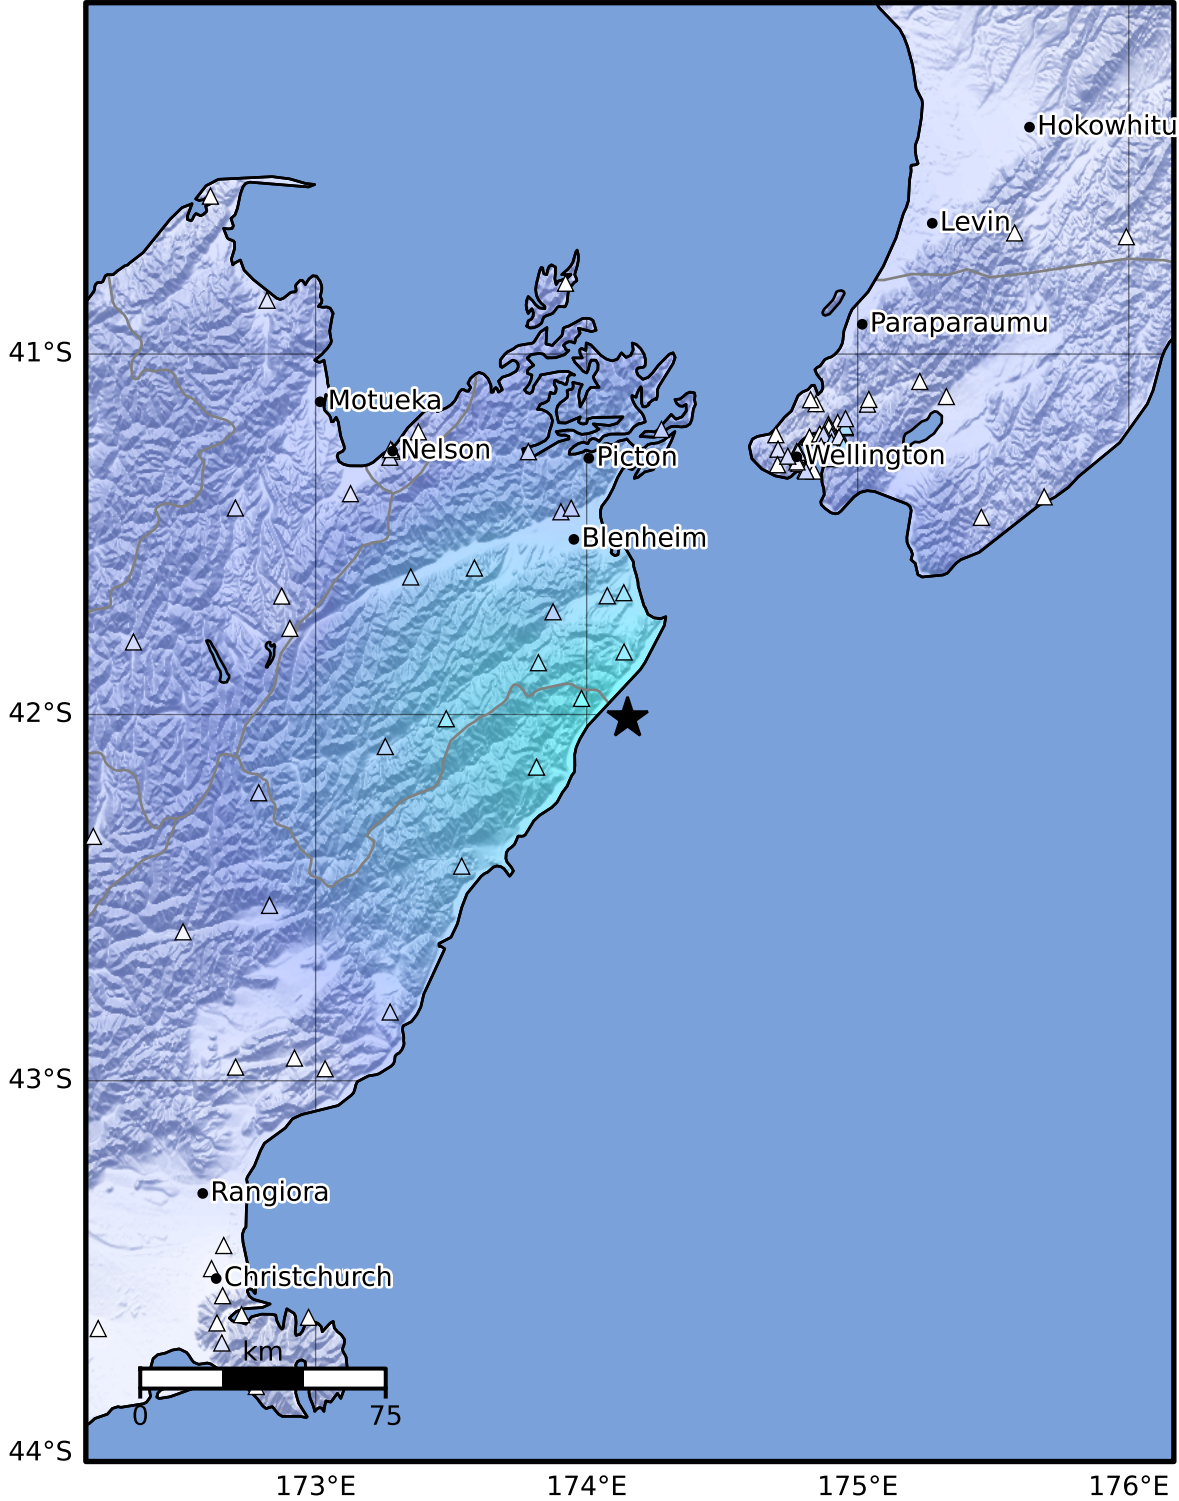 Hokowhitu
Levin
Paraparaumu
41°S
Motueka
Nelson
Picton
Wellington
Blenheim
42°S
43°S
Rangiora
Christchurch
km
0 75
44°S
173°E 174°E 175°E 176°E